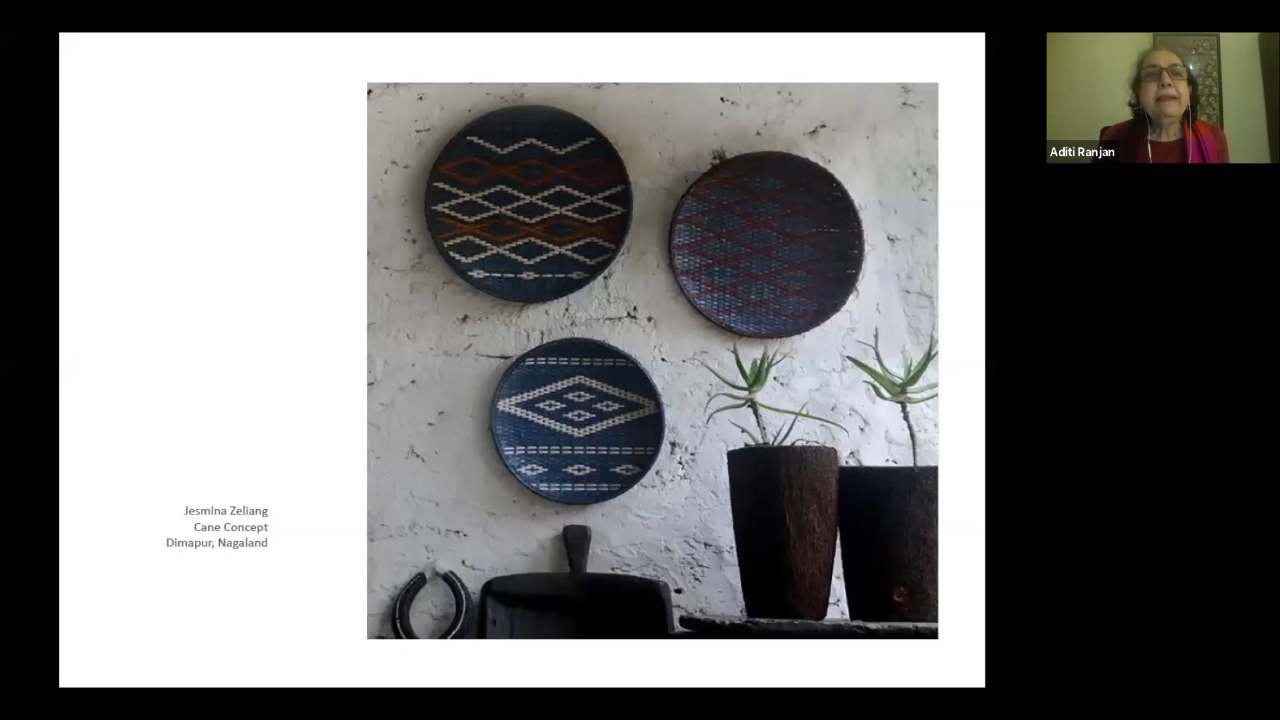 Jesmina Zeliang
Cane Concept
Dimapur, Nagaland
Aditi Ranjan